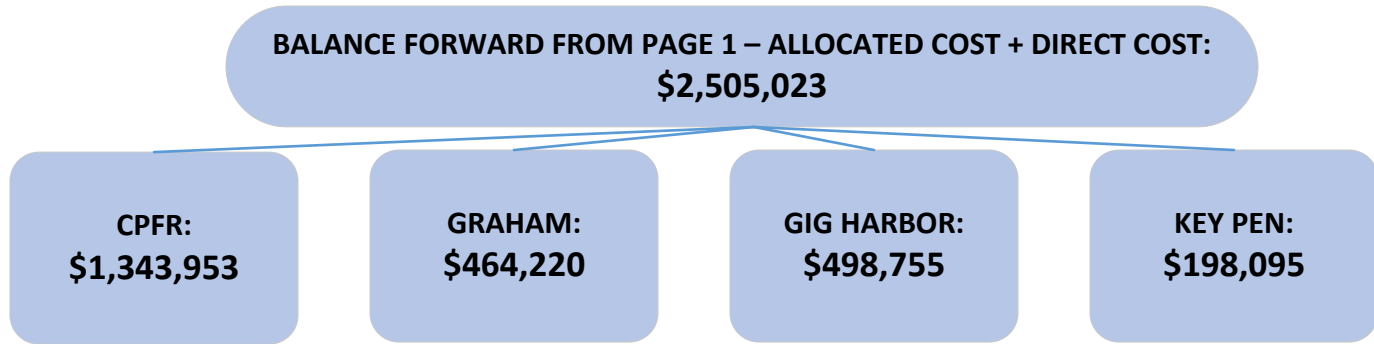 BALANCE FORWARD FROM PAGE 1 – ALLOCATED COST + DIRECT COST:
$2,505,023
CPFR:
$1,343,953
GRAHAM:
$464,220
GIG HARBOR:
$498,755
KEY PEN:
$198,095